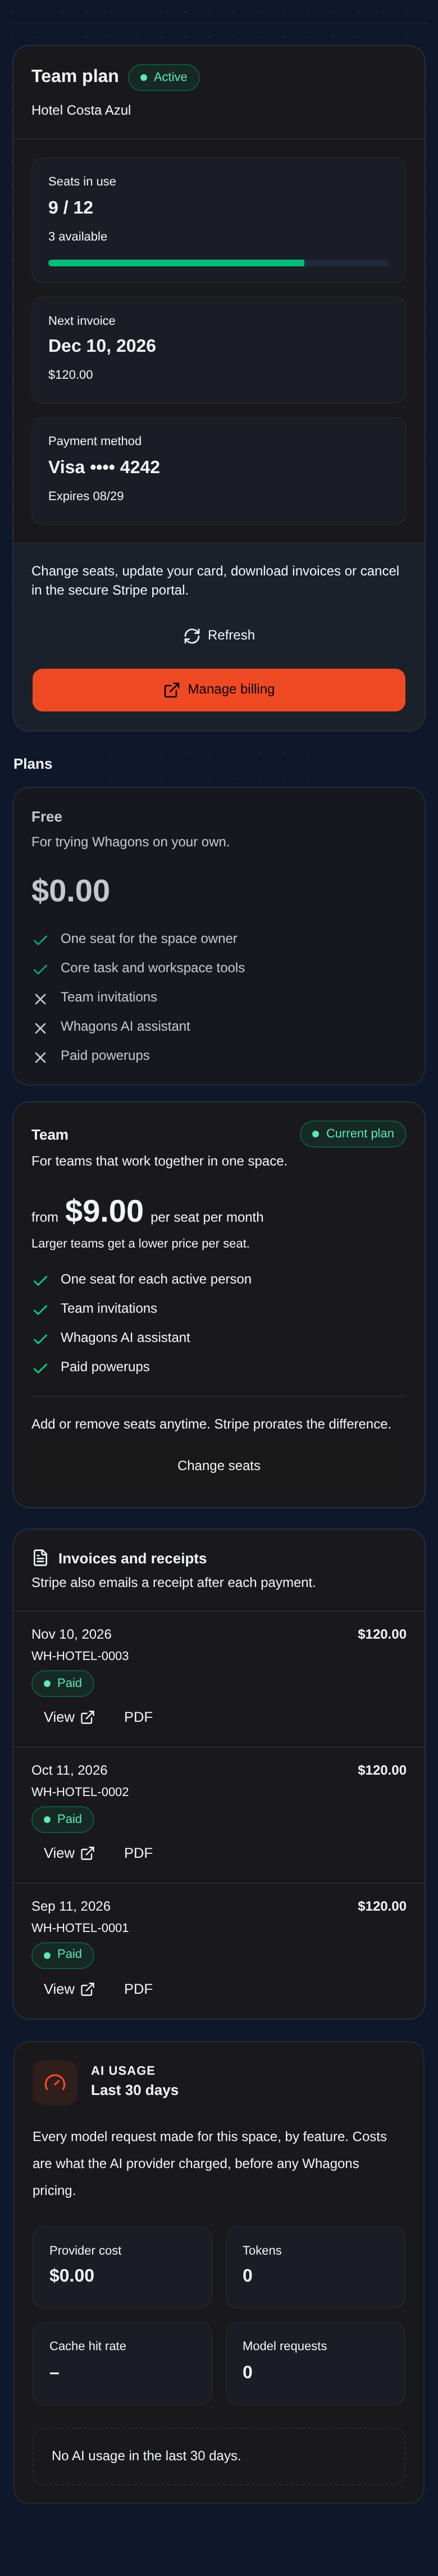 Team plan
Active
Hotel Costa Azul
Seats in use
9 / 12
3 available
Next invoice
Dec 10, 2026
$120.00
Payment method
Visa •••• 4242
Expires 08/29
Change seats, update your card, download invoices or cancel
in the secure Stripe portal.
Refresh
Manage billing
Plans
Free
For trying Whagons on your own.
$0.00
One seat for the space owner
Core task and workspace tools
Team invitations
Whagons AI assistant
Paid powerups
Team
Current plan
For teams that work together in one space.
from $9.00 per seat per month
Larger teams get a lower price per seat.
One seat for each active person
Team invitations
Whagons AI assistant
Paid powerups
Add or remove seats anytime. Stripe prorates the difference.
Change seats
Invoices and receipts
Stripe also emails a receipt after each payment.
Nov 10, 2026 $120.00
WH-HOTEL-0003
Paid
View PDF
Oct 11, 2026 $120.00
WH-HOTEL-0002
Paid
View PDF
Sep 11, 2026 $120.00
WH-HOTEL-0001
Paid
View PDF
AI USAGE
Last 30 days
Every model request made for this space, by feature. Costs
are what the AI provider charged, before any Whagons
pricing.
Provider cost
$0.00
Tokens
0
Cache hit rate
–
Model requests
0
No AI usage in the last 30 days.